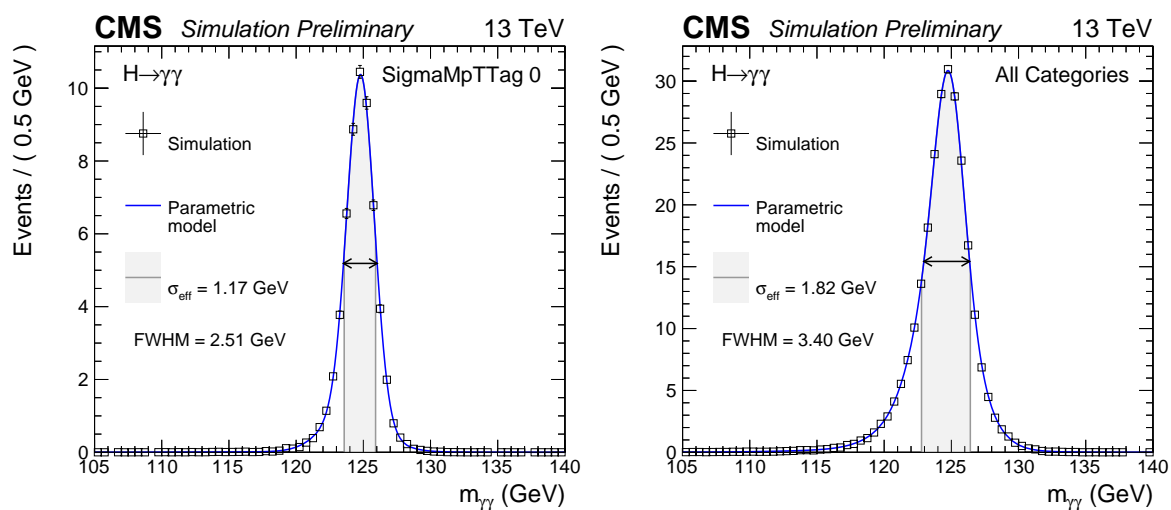 CMS Simulation Preliminary 13 TeV
Events / ( 0.5 GeV )
H→γγ
SigmaMpTTag 0
Simulation
Parametric
model
σeff = 1.17 GeV
FWHM = 2.51 GeV
0
2
4
6
8
10
105 110 115 120 125 130 135 140
mγγ (GeV)
CMS Simulation Preliminary 13 TeV
Events / ( 0.5 GeV )
H→γγ
All Categories
Simulation
Parametric
model
σeff = 1.82 GeV
FWHM = 3.40 GeV
0
5
10
15
20
25
30
35
105 110 115 120 125 130 135 140
mγγ (GeV)